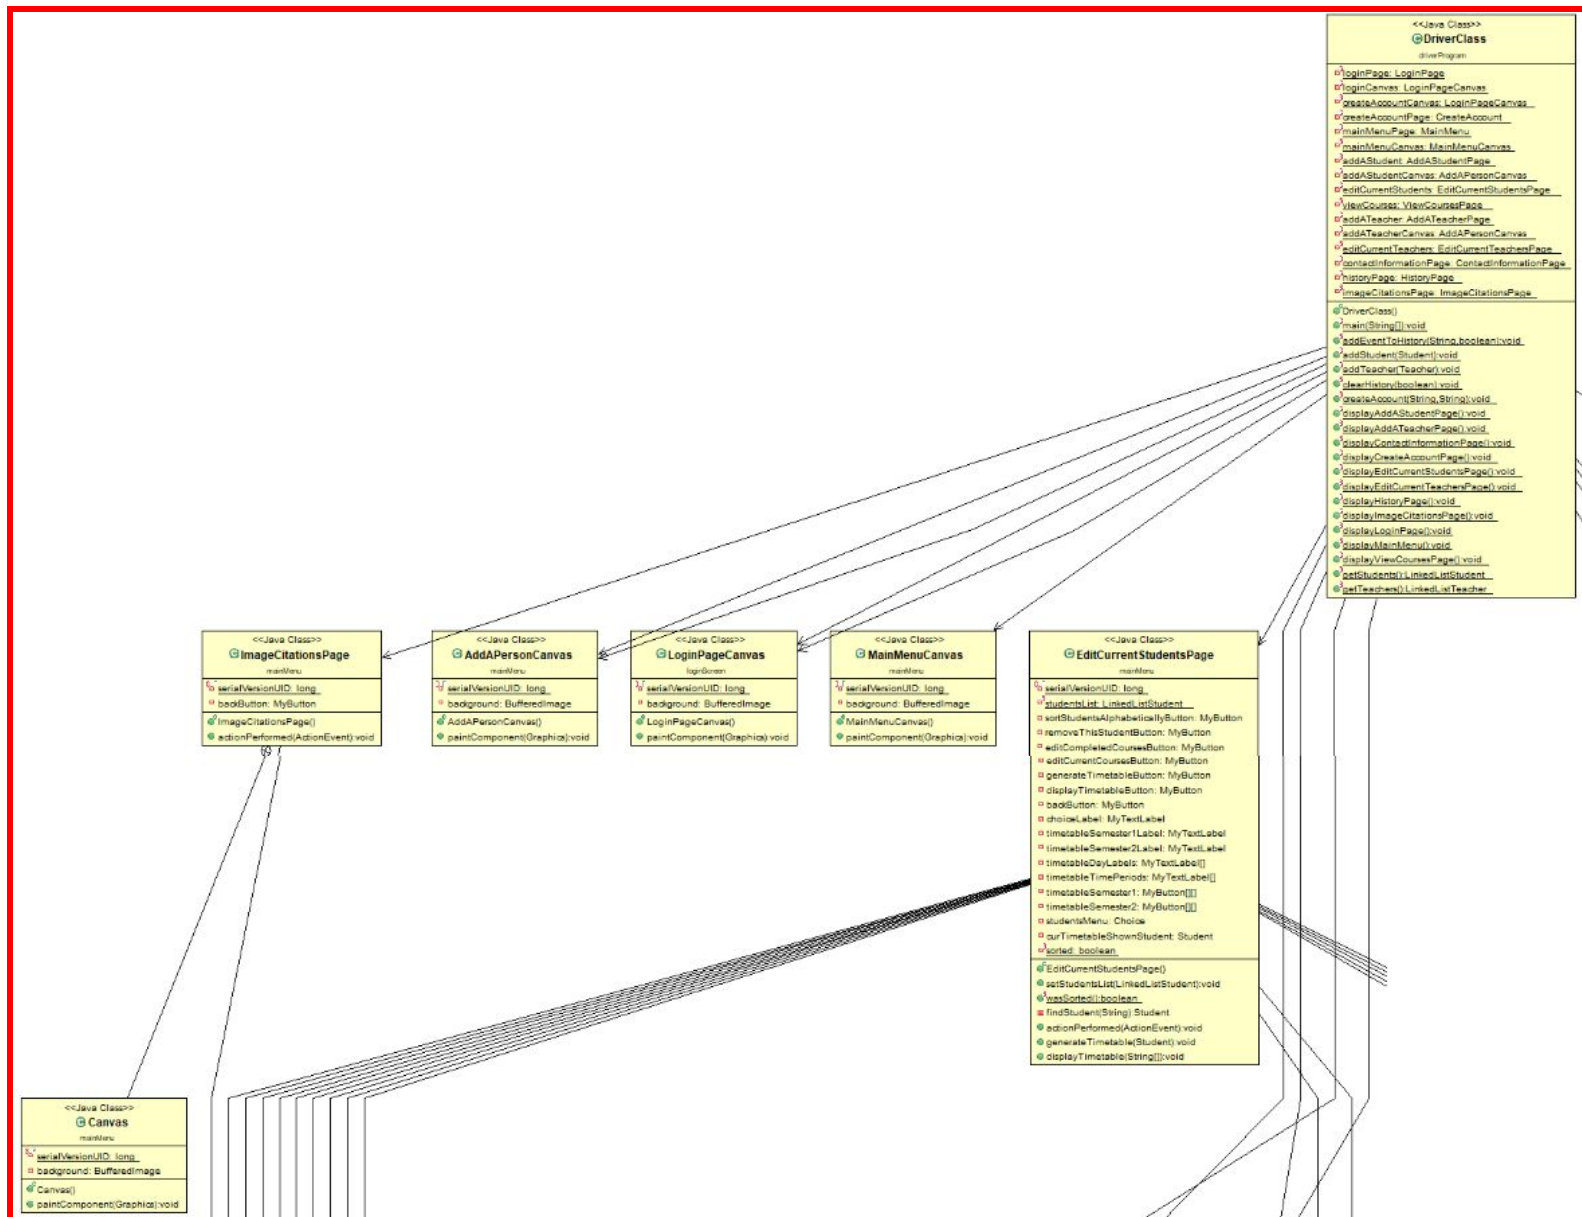 <<Java Class>>
DriverClass
driverProgram
loginPage: LoginPage
loginCanvas: LoginPageCanvas
createAccountCanvas: LoginPageCanvas
createAccountPage: CreateAccount
mainMenuPage: MainMenu
mainMenuCanvas: MainMenuCanvas
addAStudent: AddAStudentPage
addAStudentCanvas: AddAPersonCanvas
editCurrentStudents: EditCurrentStudentsPage
viewCourses: ViewCoursesPage
addATeacher: AddATeacherPage
addATeacherCanvas: AddAPersonCanvas
editCurrentTeachers: EditCurrentTeachersPage
contactInformationPage: ContactInformationPage
historyPage: HistoryPage
imageCitationsPage: ImageCitationsPage
DriverClass()
main(String[]):void
addEventToHistory(String,boolean):void
addStudent(Student):void
addTeacher(Teacher):void
clearHistory(boolean):void
createAccount(String,String):void
displayAddAStudentPage():void
displayAddATeacherPage():void
displayContactInformationPage():void
displayCreateAccountPage():void
displayEditCurrentStudentsPage():void
displayEditCurrentTeachersPage():void
displayHistoryPage():void
displayImageCitationsPage():void
displayLoginPage():void
displayMainMenu():void
displayViewCoursesPage():void
getStudents():LinkedListStudent
getTeachers():LinkedListTeacher
<<Java Class>>
ImageCitationsPage
mainMenu
serialVersionUID: long
backButton: MyButton
ImageCitationsPage()
actionPerformed(ActionEvent):void
<<Java Class>>
AddAPersonCanvas
mainMenu
serialVersionUID: long
background: BufferedImage
AddAPersonCanvas()
paintComponent(Graphics):void
<<Java Class>>
LoginPageCanvas
loginScreen
serialVersionUID: long
background: BufferedImage
LoginPageCanvas()
paintComponent(Graphics):void
<<Java Class>>
MainMenuCanvas
mainMenu
serialVersionUID: long
background: BufferedImage
MainMenuCanvas()
paintComponent(Graphics):void
<<Java Class>>
EditCurrentStudentsPage
mainMenu
serialVersionUID: long
studentsList: LinkedListStudent
sortStudentsAlphabeticallyButton: MyButton
removeThisStudentButton: MyButton
editCompletedCoursesButton: MyButton
editCurrentCoursesButton: MyButton
generateTimetableButton: MyButton
displayTimetableButton: MyButton
backButton: MyButton
choiceLabel: MyTextLabel
timetableSemester1Label: MyTextLabel
timetableSemester2Label: MyTextLabel
timetableDayLabels: MyTextLabel[]
timetableTimePeriods: MyTextLabel[]
timetableSemester1: MyButton[][]
timetableSemester2: MyButton[][]
studentsMenu: Choice
curTimetableShownStudent: Student
sorted: boolean
EditCurrentStudentsPage()
setStudentsList(LinkedListStudent):void
wasSorted():boolean
findStudent(String):Student
actionPerformed(ActionEvent):void
generateTimetable(Student):void
displayTimetable(String[]):void
<<Java Class>>
Canvas
mainMenu
serialVersionUID: long
background: BufferedImage
Canvas()
paintComponent(Graphics):void